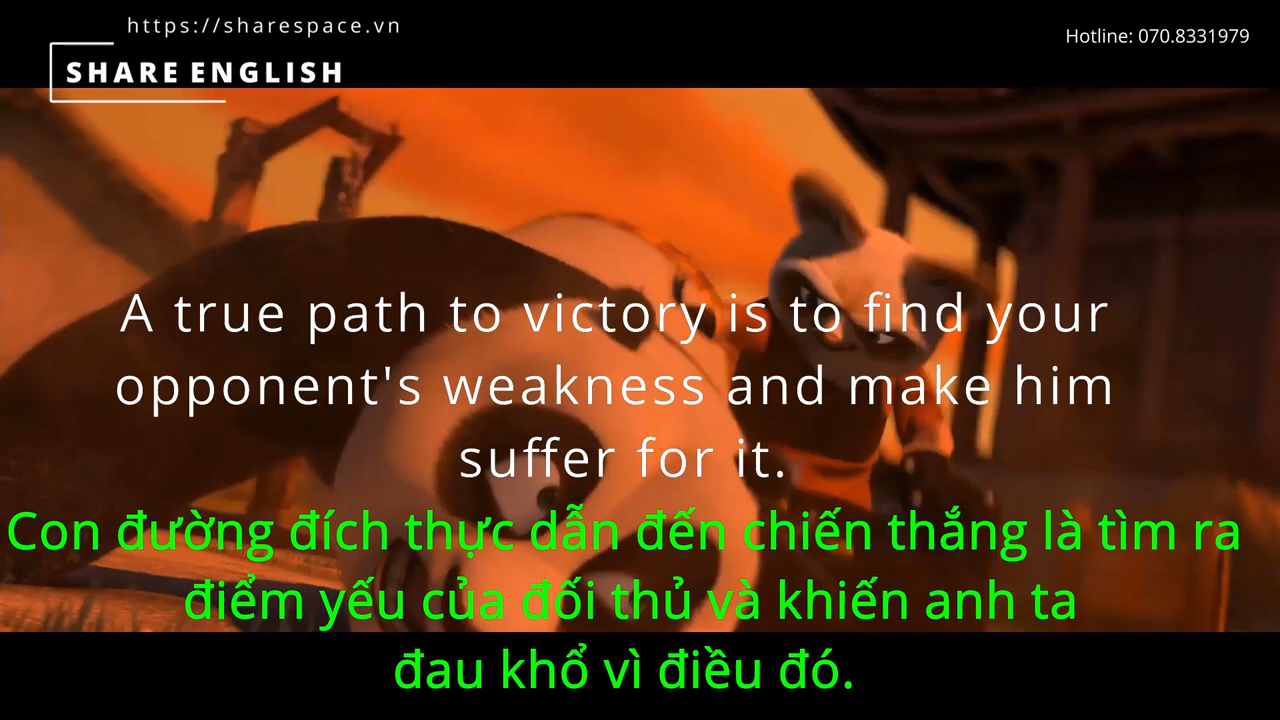 https://sharespace.vn
Hotline: 070.8331979
SHARE ENGLISH
A true path to victory is to find your
opponent's weakness and make him
suffer for it.
Con đường đích thực dẫn đến chiến thắng là tìm ra
điểm yếu của đối thủ và khiến anh ta
đau khổ vì điều đó.